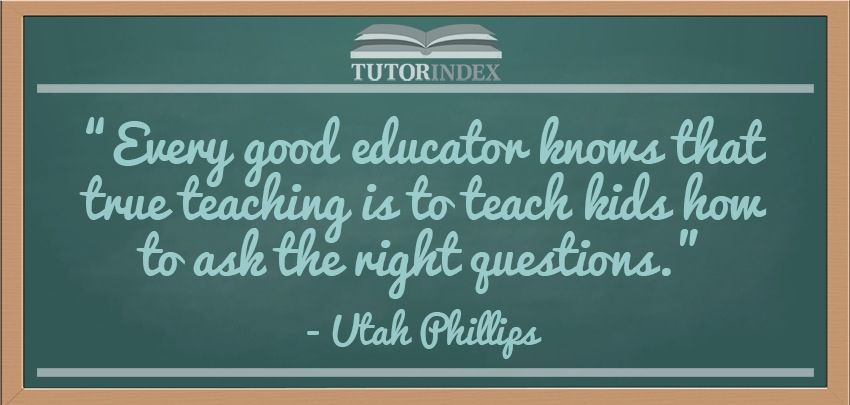 TUTORINDEX
“Every good educator knows that
true teaching is to teach kids how
to ask the right questions.”
- Utah Phillips